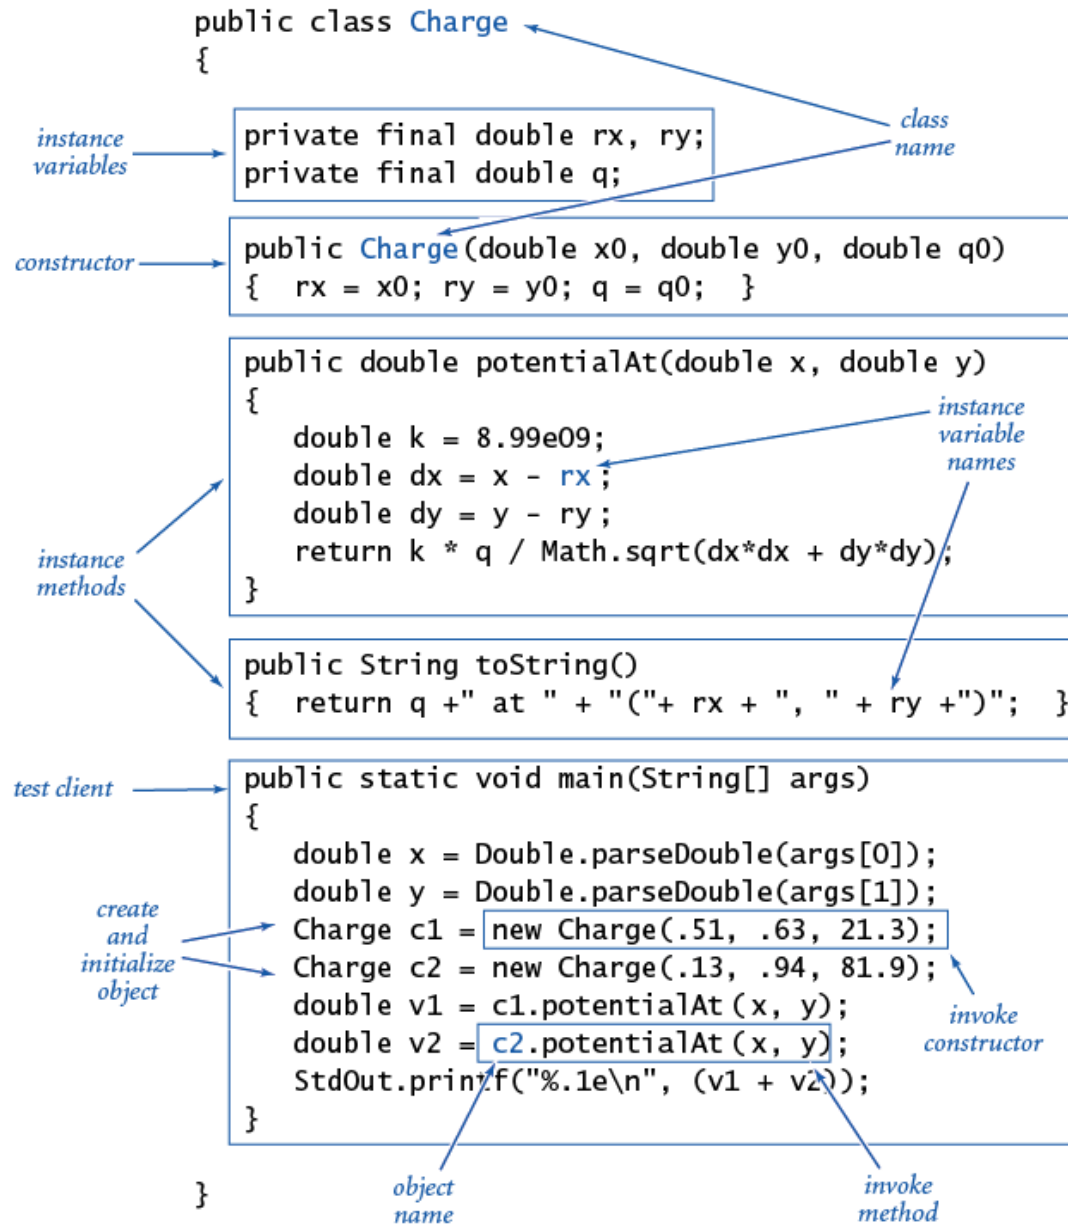 public class Charge
{
class
name
instance
variables
private final double rx, ry;
private final double q;
constructor
public Charge(double x0, double y0, double q0)
{ rx = x0; ry = y0; q = q0; }
instance
methods
public double potentialAt(double x, double y)
{
double k = 8.99e09;
double dx = x - rx;
double dy = y - ry;
return k * q / Math.sqrt(dx*dx + dy*dy);
}
instance
variable
names
public String toString()
{ return q +" at " + "("+ rx + ", " + ry +")"; }
test client
public static void main(String[] args)
{
double x = Double.parseDouble(args[0]);
double y = Double.parseDouble(args[1]);
create
and
initialize
object
Charge c1 = new Charge(.51, .63, 21.3);
Charge c2 = new Charge(.13, .94, 81.9);
double v1 = c1.potentialAt(x, y);
double v2 = c2.potentialAt(x, y);
StdOut.printf("%.1e\n", (v1 + v2));
}
invoke
constructor
object
name
invoke
method
}